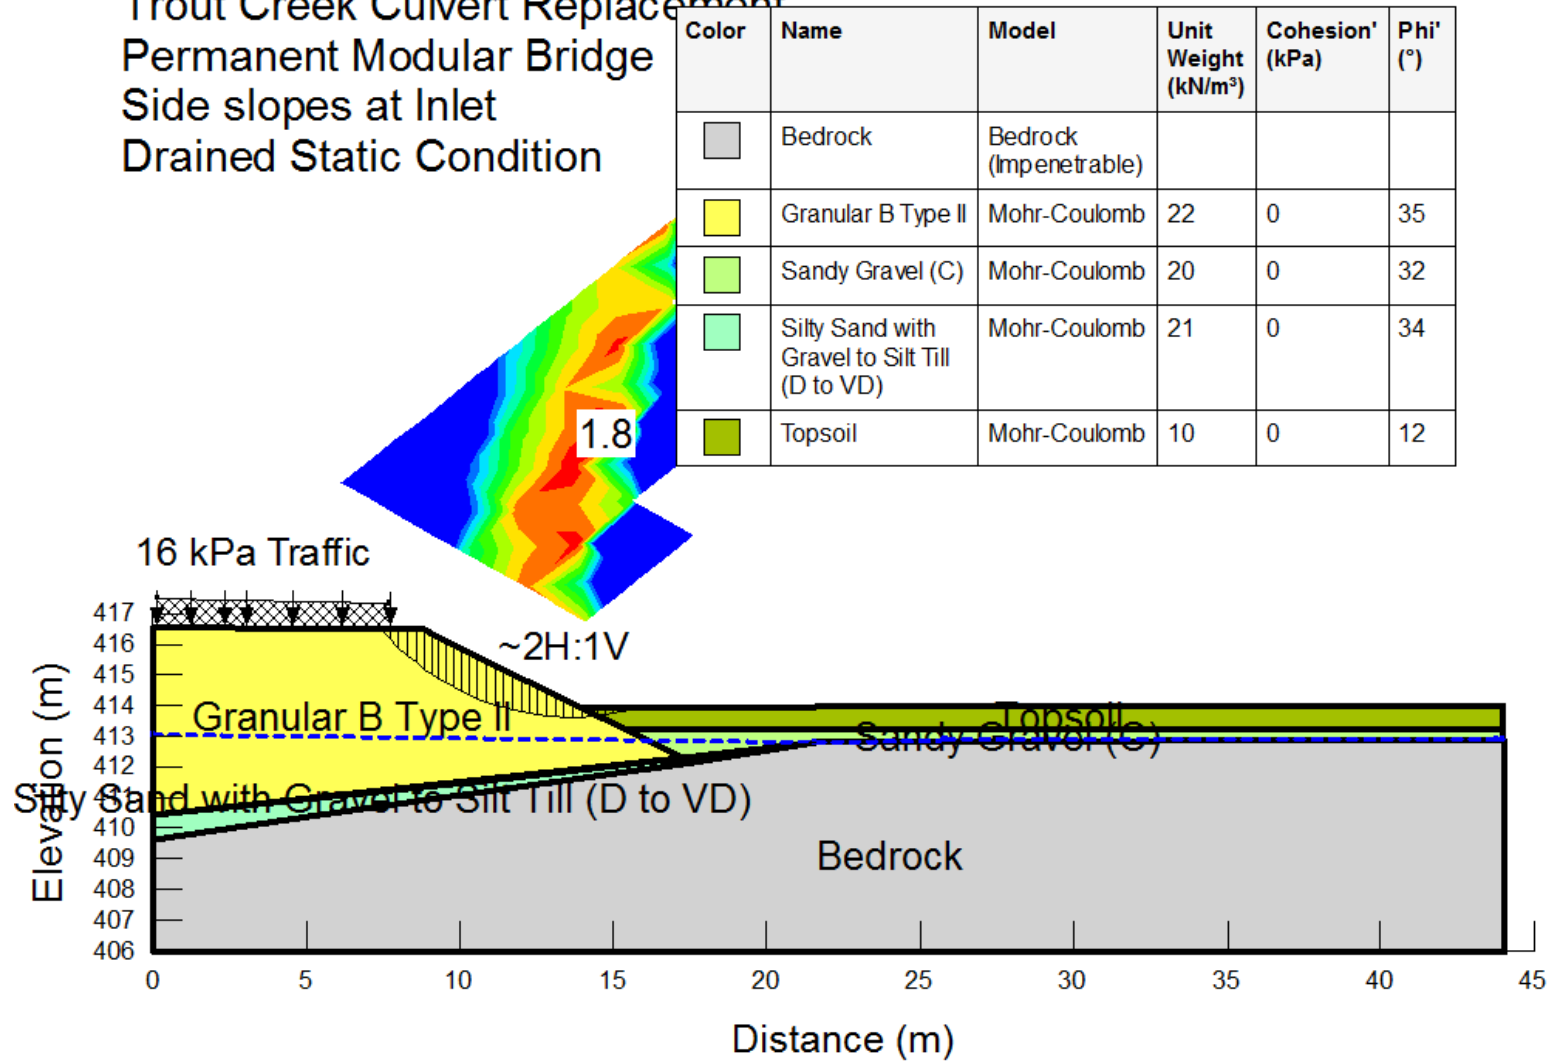 Trout Creek Culvert Replacement
Permanent Modular Bridge
Side slopes at Inlet
Drained Static Condition
Color Name Model Unit Weight (kN/m³) Cohesion' (kPa) Phi' (°)
Bedrock Bedrock (Impenetrable)
Granular B Type II Mohr-Coulomb 22 0 35
Sandy Gravel (C) Mohr-Coulomb 20 0 32
Silty Sand with Gravel to Silt Till (D to VD) Mohr-Coulomb 21 0 34
Topsoil Mohr-Coulomb 10 0 12
1.8
16 kPa Traffic
~2H:1V
Granular B Type II
Topsoil
Sandy Gravel (C)
Silty Sand with Gravel to Silt Till (D to VD)
Bedrock
Elevation (m)
417
416
415
414
413
412
411
410
409
408
407
406
0 5 10 15 20 25 30 35 40 45
Distance (m)